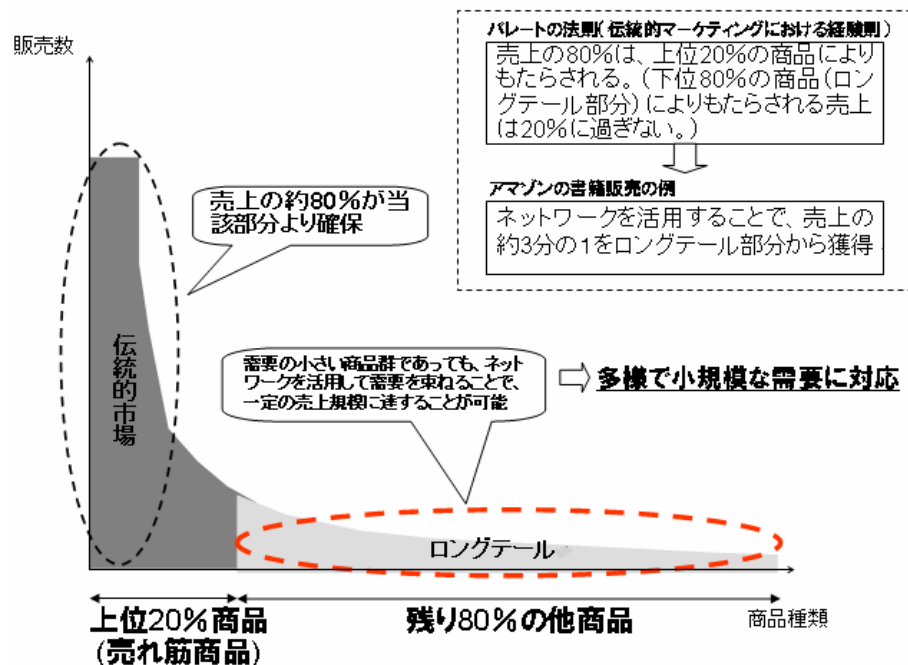 販売数
パレートの法則(伝統的マーケティングにおける経験則)
売上の80%は、上位20%の商品により
もたらされる。(下位80%の商品(ロン
グテール部分)によりもたらされる売上
は20%に過ぎない。)
アマゾンの書籍販売の例
ネットワークを活用することで、売上の
約3分の1をロングテール部分から獲得
売上の約80%が当
該部分より確保
需要の小さい商品群であっても、ネット
ワークを活用して需要を束ねることで、
一定の売上規模に達することが可能
多様で小規模な需要に対応
伝統的市場
ロングテール
上位20%商品
(売れ筋商品)
残り80%の他商品
商品種類